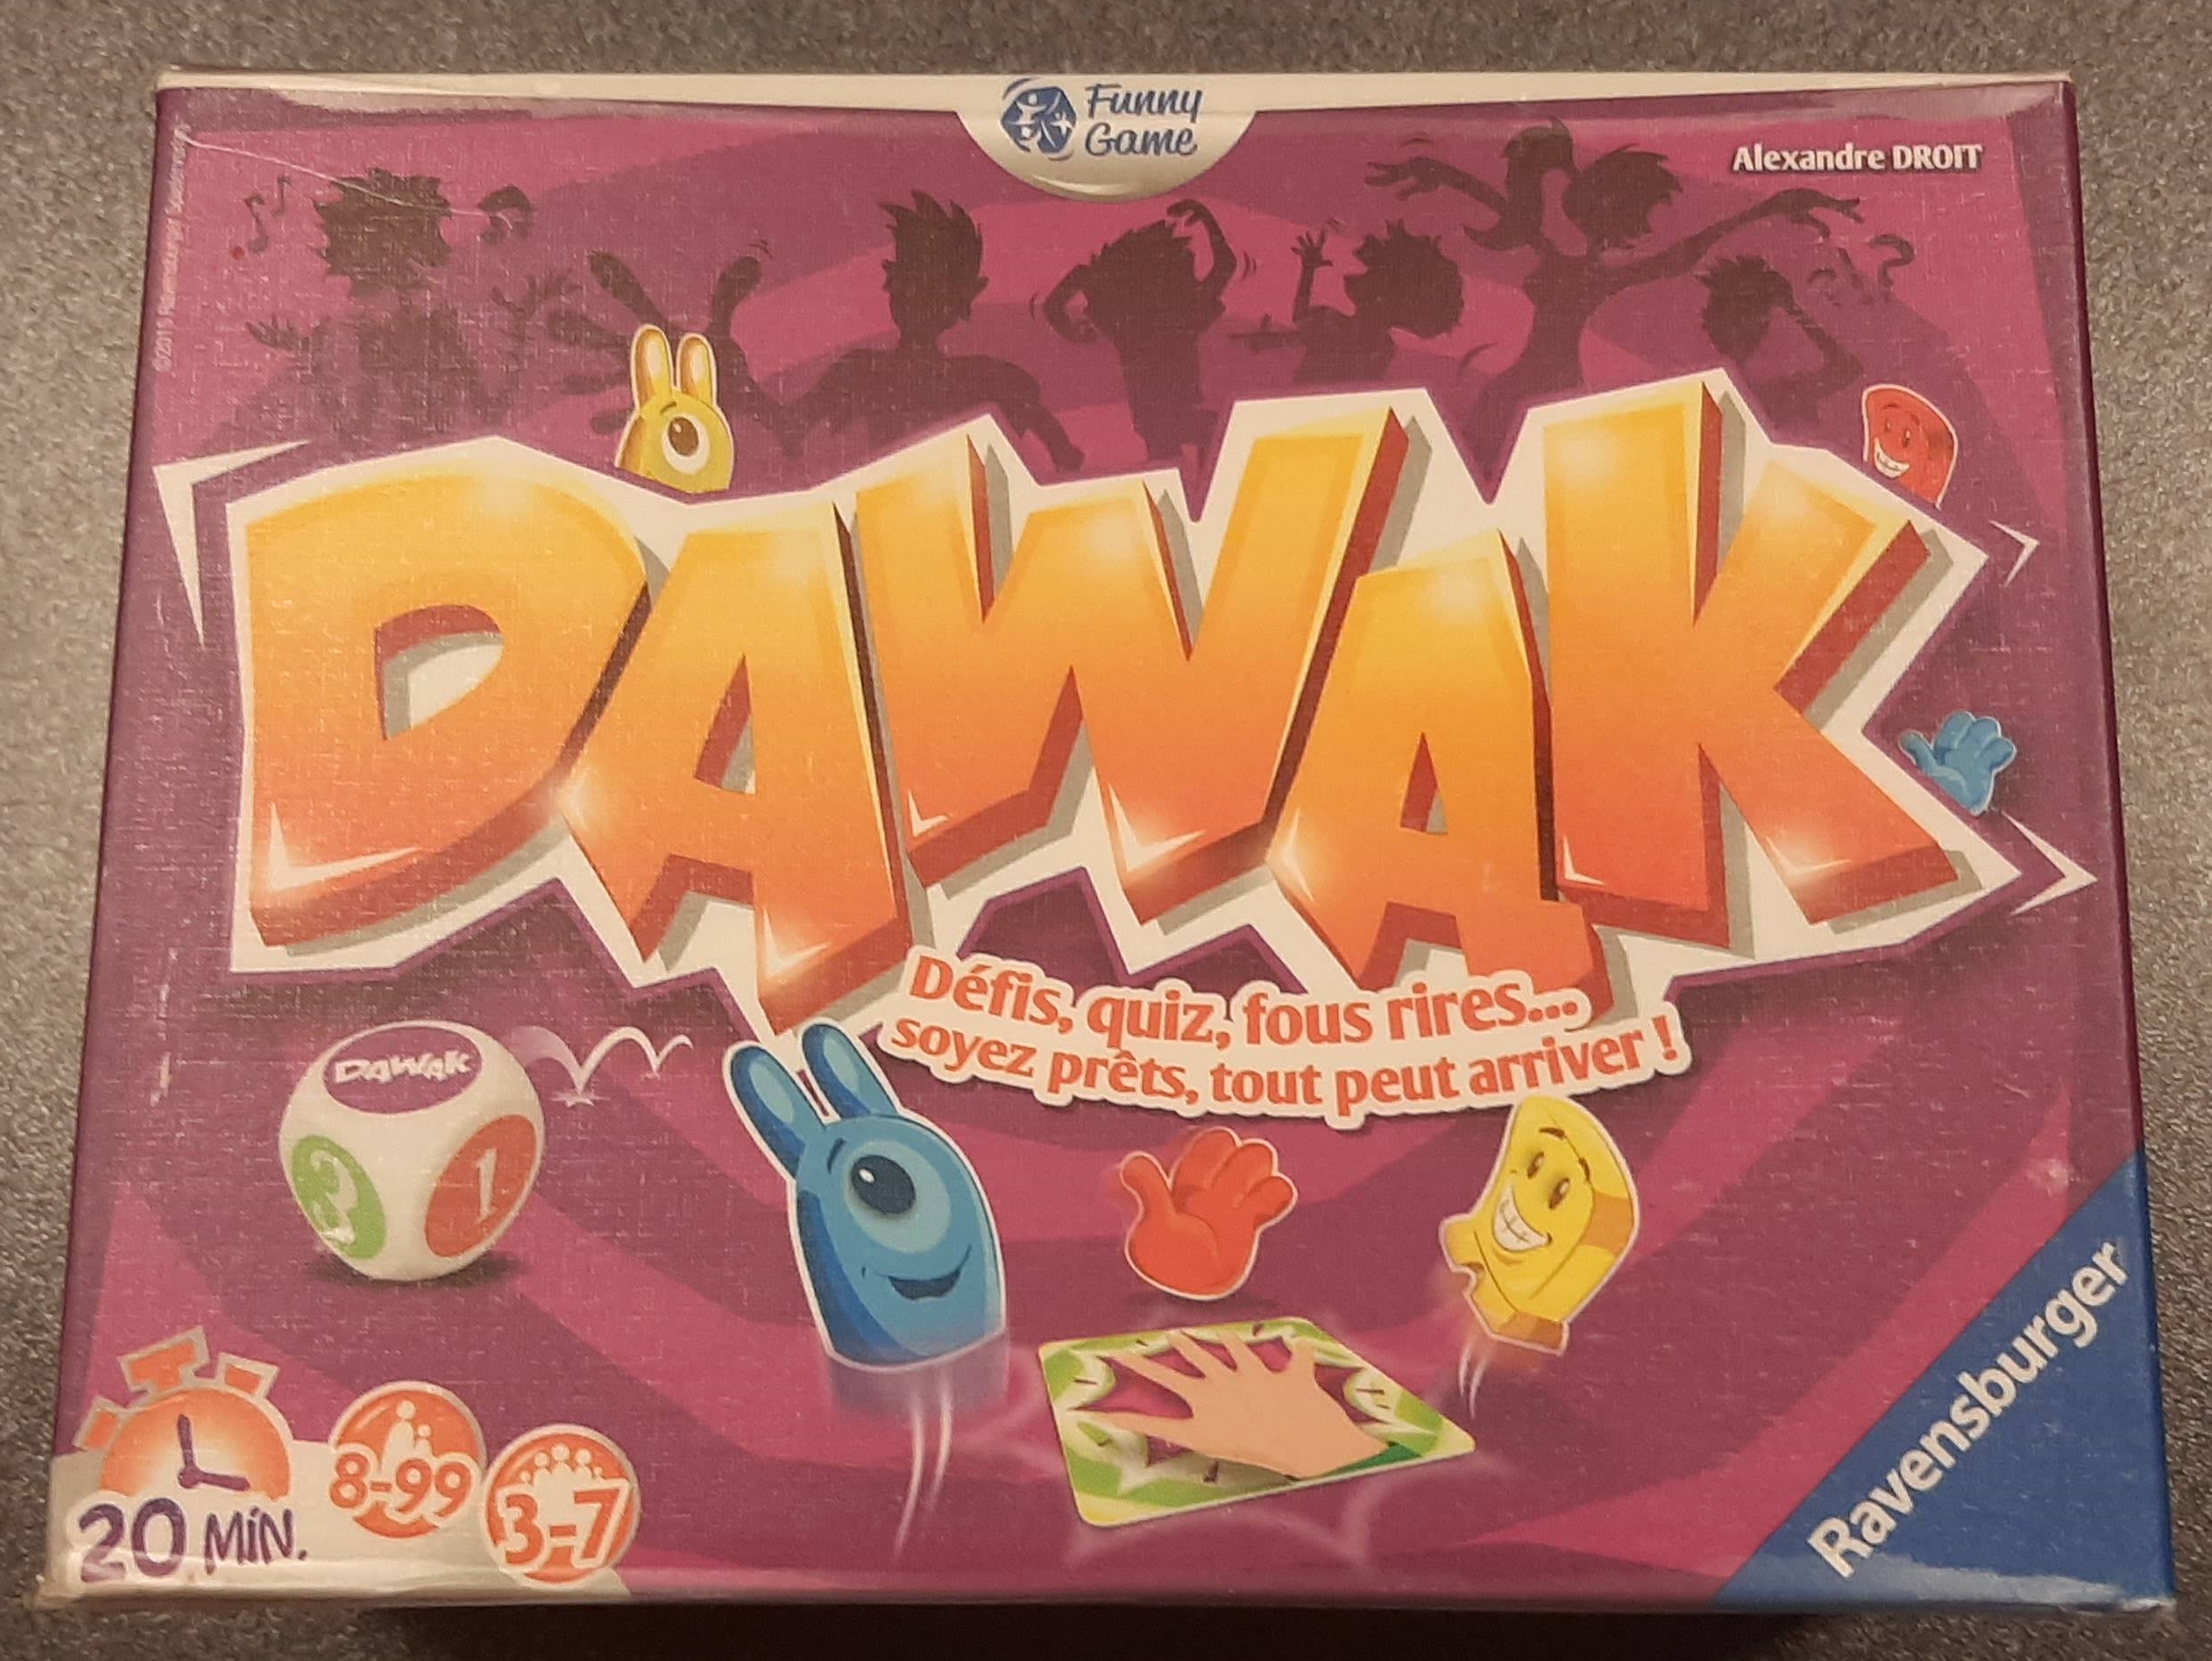 Funny
Game
Alexandre DROIT
DAWAK
Défis, quiz, fous rires...
soyez prêts, tout peut arriver !
DAWAK
3
1
20 MIN.
8-99
3-7
Ravensburger